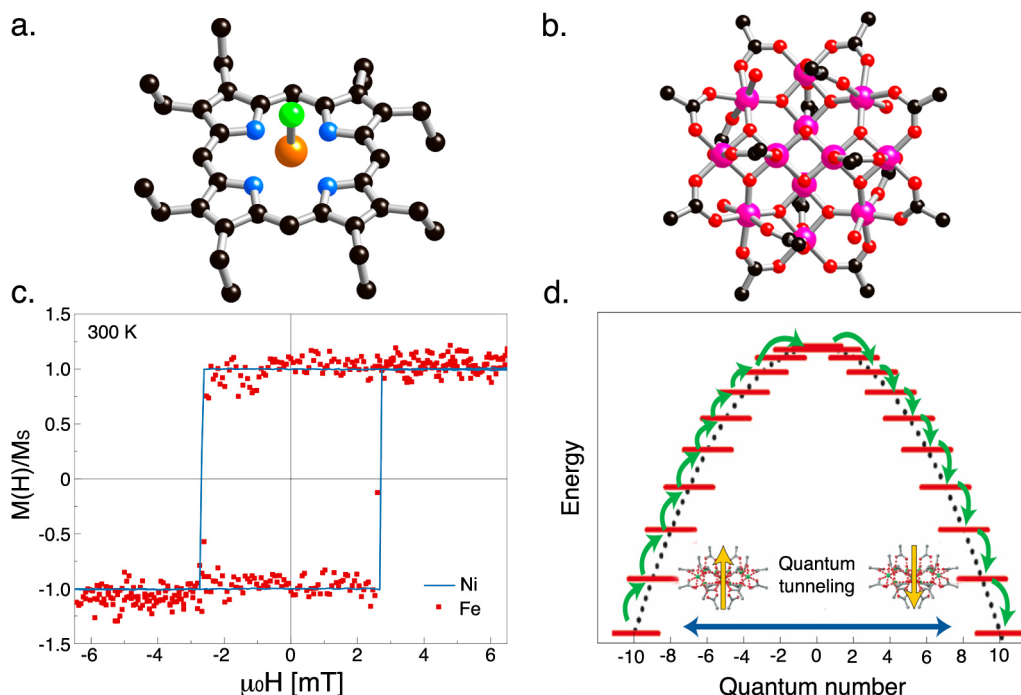 a.
b.
c.
300 K
1.5
1.0
0.5
0
-0.5
-1.0
-1.5
M(H)/Ms
Ni
Fe
-6 -4 -2 0 2 4 6
μ₀H [mT]
d.
Energy
Quantum
tunneling
-10 -8 -6 -4 -2 0 2 4 6 8 10
Quantum number